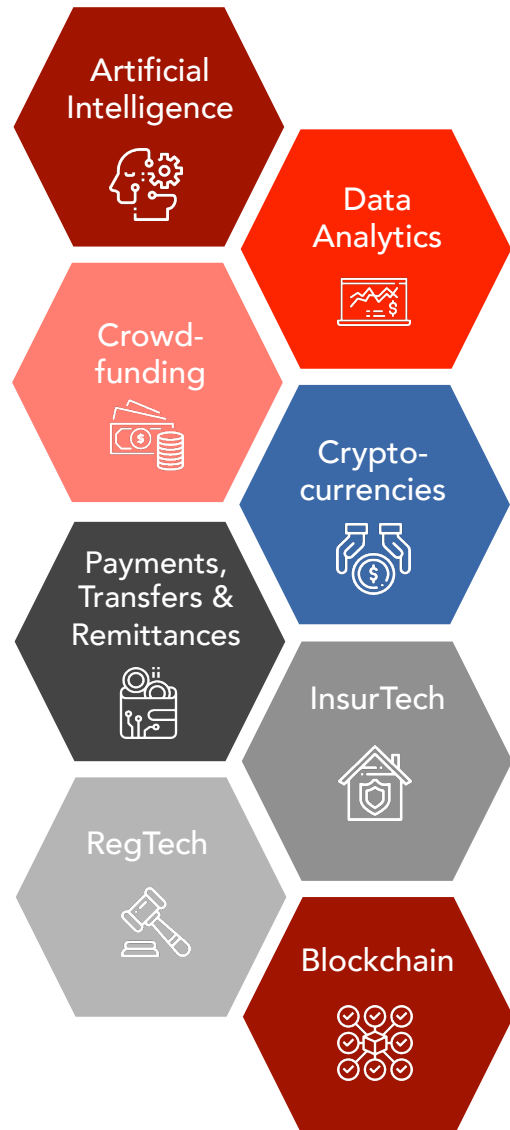 Artificial
Intelligence
Data
Analytics
$
Crowd-
funding
$
Crypto-
currencies
$
Payments,
Transfers &
Remittances
InsurTech
RegTech
Blockchain